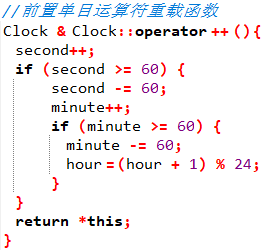 //前置单目运算符重载函数
Clock & Clock::operator ++ (){
  second++;
  if (second >= 60) {
      second -= 60;
      minute++;
      if (minute >= 60) {
        minute -= 60;
        hour = (hour + 1) % 24;
      }
  }
  return *this;
}